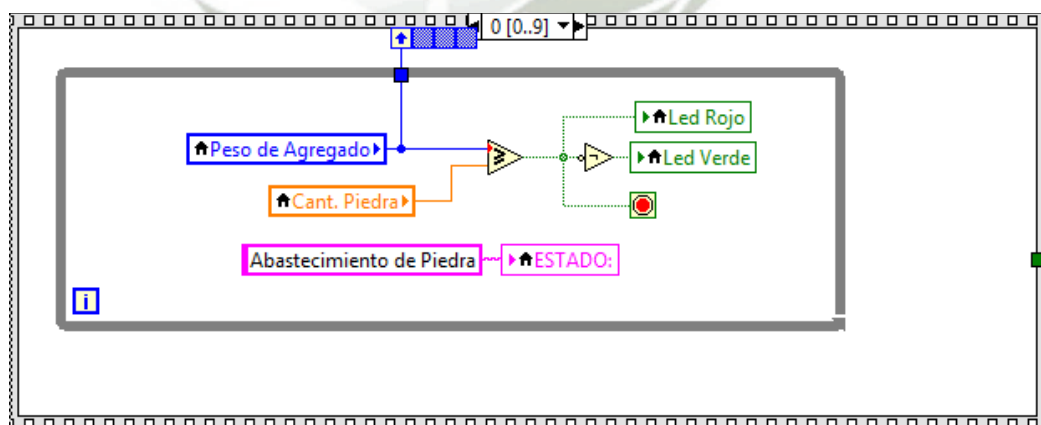 0 [0..9]
Peso de Agregado
Cant. Piedra
Led Rojo
Led Verde
Abastecimiento de Piedra
ESTADO:
i